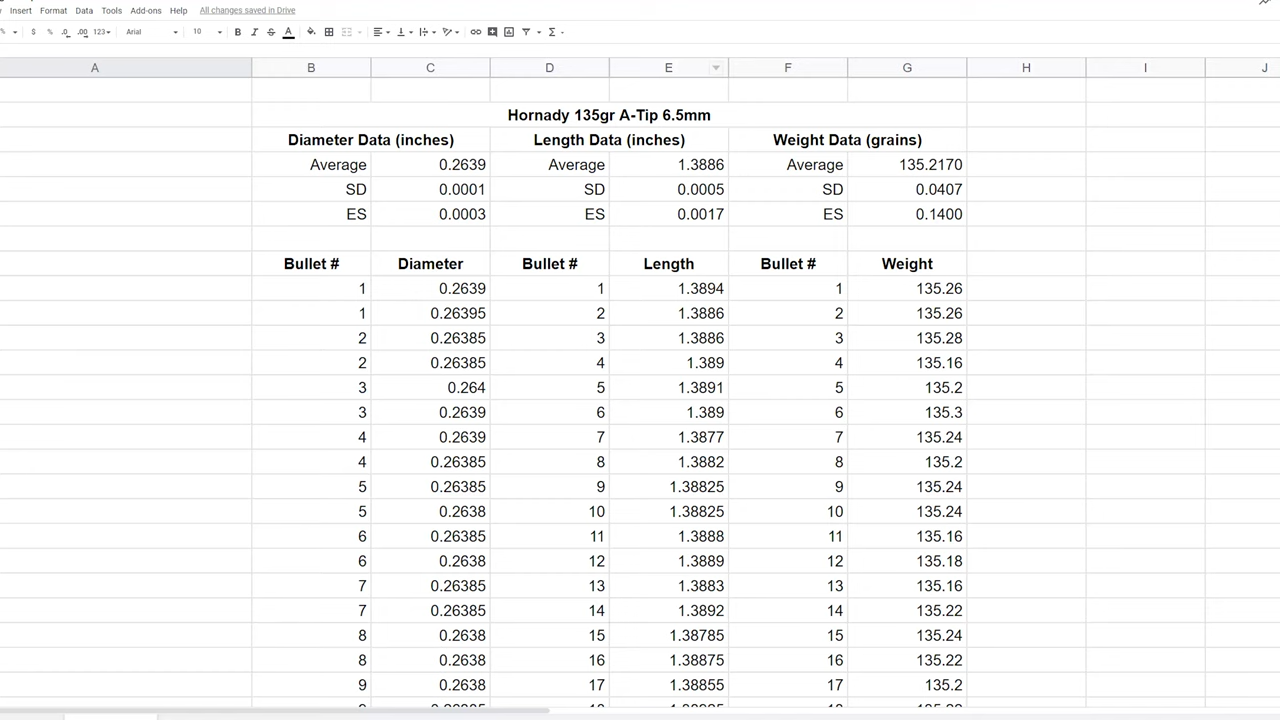 Insert Format Data Tools Add-ons Help All changes saved in Drive
% $ % .0 .00 123 Arial 10 B I S A
A B C D E F G H I J
Hornady 135gr A-Tip 6.5mm
Diameter Data (inches) Length Data (inches) Weight Data (grains)
Average 0.2639 Average 1.3886 Average 135.2170
SD 0.0001 SD 0.0005 SD 0.0407
ES 0.0003 ES 0.0017 ES 0.1400
Bullet # Diameter Bullet # Length Bullet # Weight
1 0.2639 1 1.3894 1 135.26
1 0.26395 2 1.3886 2 135.26
2 0.26385 3 1.3886 3 135.28
2 0.26385 4 1.389 4 135.16
3 0.264 5 1.3891 5 135.2
3 0.2639 6 1.389 6 135.3
4 0.2639 7 1.3877 7 135.24
4 0.26385 8 1.3882 8 135.2
5 0.26385 9 1.38825 9 135.24
5 0.2638 10 1.38825 10 135.24
6 0.26385 11 1.3888 11 135.16
6 0.2638 12 1.3889 12 135.18
7 0.26385 13 1.3883 13 135.16
7 0.26385 14 1.3892 14 135.22
8 0.2638 15 1.38785 15 135.24
8 0.2638 16 1.38875 16 135.22
9 0.2638 17 1.38855 17 135.2